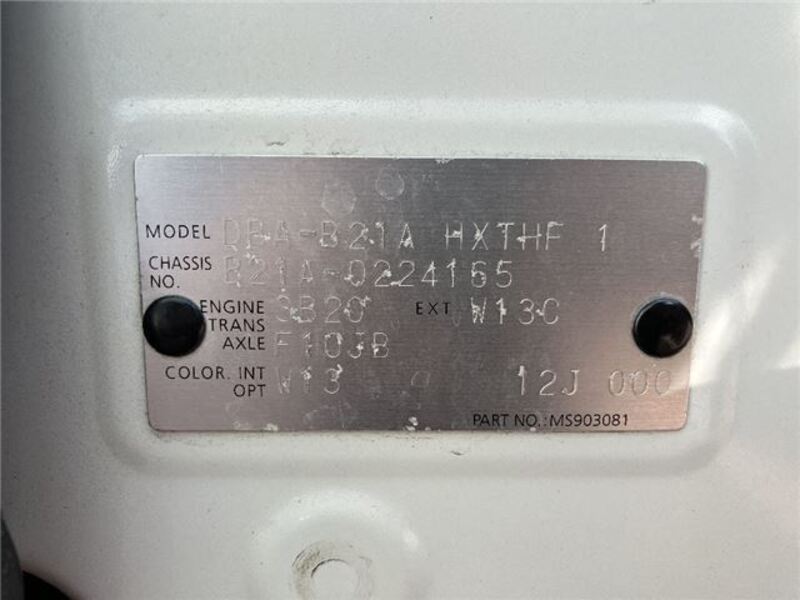 MODEL DBA-B21A HXTHF 1
CHASSIS NO. B21A-0224165
ENGINE 3B20 EXT W13C
TRANS AXLE F1CJB
COLOR. INT OPT W13 12J 000
PART NO.:MS903081